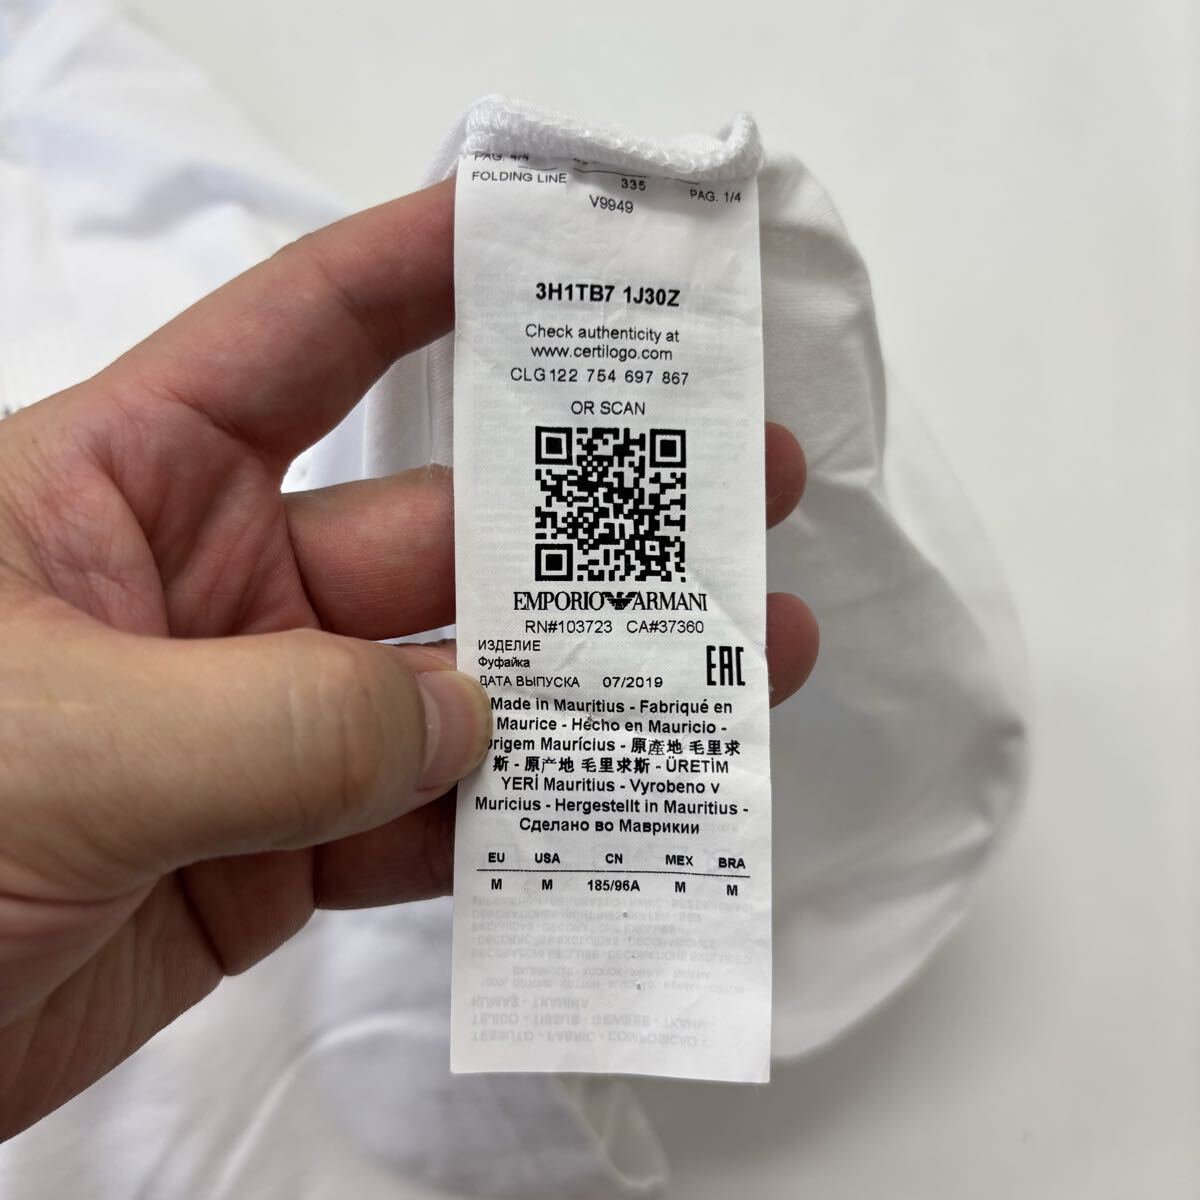 PAG. 4/4
FOLDING LINE
335
PAG. 1/4
V9949
3H1TB7 1J30Z
Check authenticity at
www.certilogo.com
CLG 122 754 697 867
OR SCAN
EMPORIO ARMANI
RN#103723 CA#37360
ИЗДЕЛИЕ
Фуфайка
EAC
ДАТА ВЫПУСКА 07/2019
Made in Mauritius - Fabriqué en
Maurice - Hecho en Mauricio -
Origem Maurícius - 原產地 毛里求
斯 - 原产地 毛里求斯 - ÜRETİM
YERİ Mauritius - Vyrobeno v
Muricius - Hergestellt in Mauritius -
Сделано во Маврикии
EU USA CN MEX BRA
M M 185/96A M M